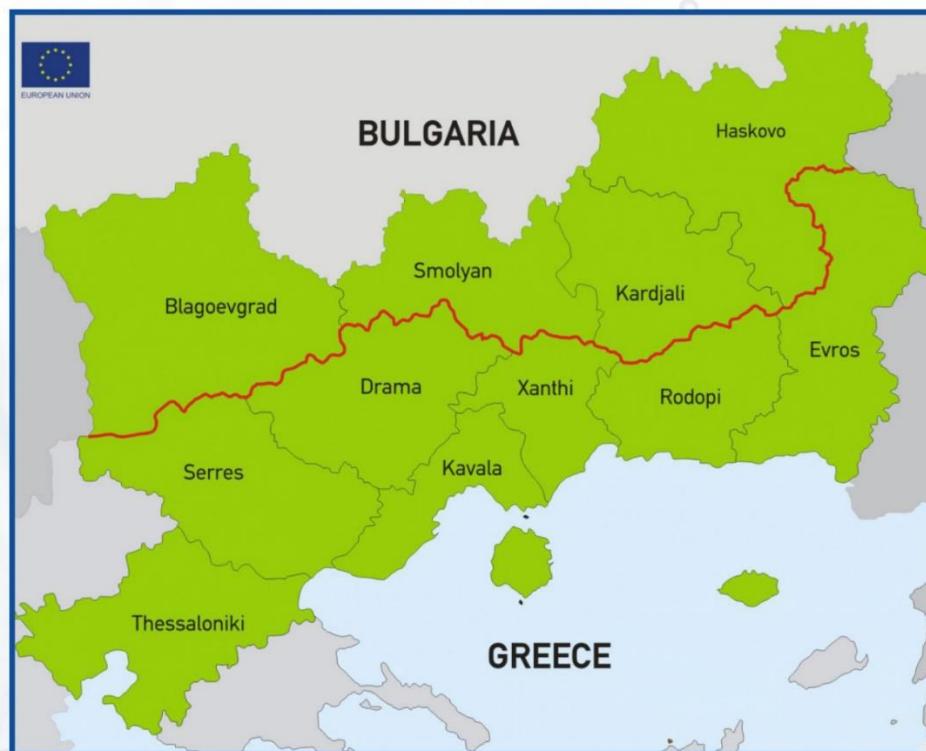 EUROPEAN UNION
BULGARIA
Haskovo
Smolyan
Blagoevgrad
Kardjali
Evros
Drama
Xanthi
Rodopi
Serres
Kavala
Thessaloniki
GREECE